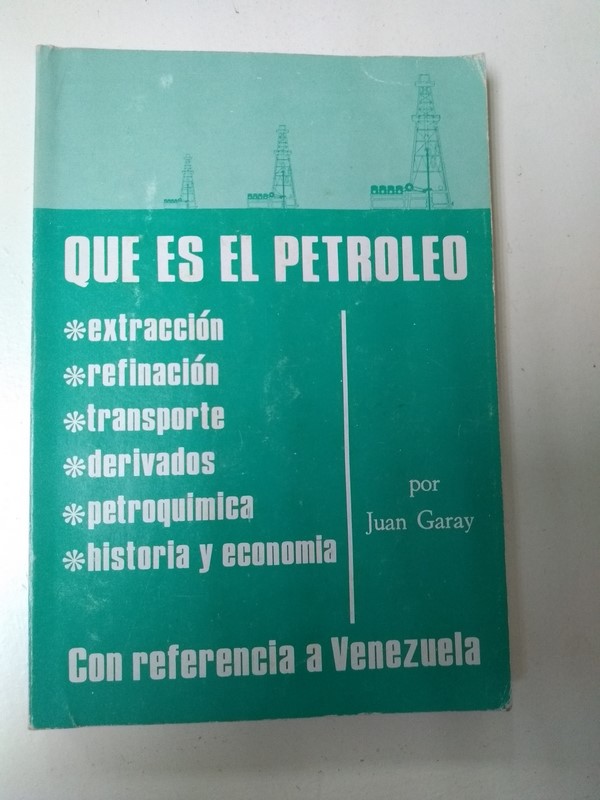 QUE ES EL PETROLEO
*extracción
*refinación
*transporte
*derivados
*petroquimica
*historia y economia
por
Juan Garay
Con referencia a Venezuela